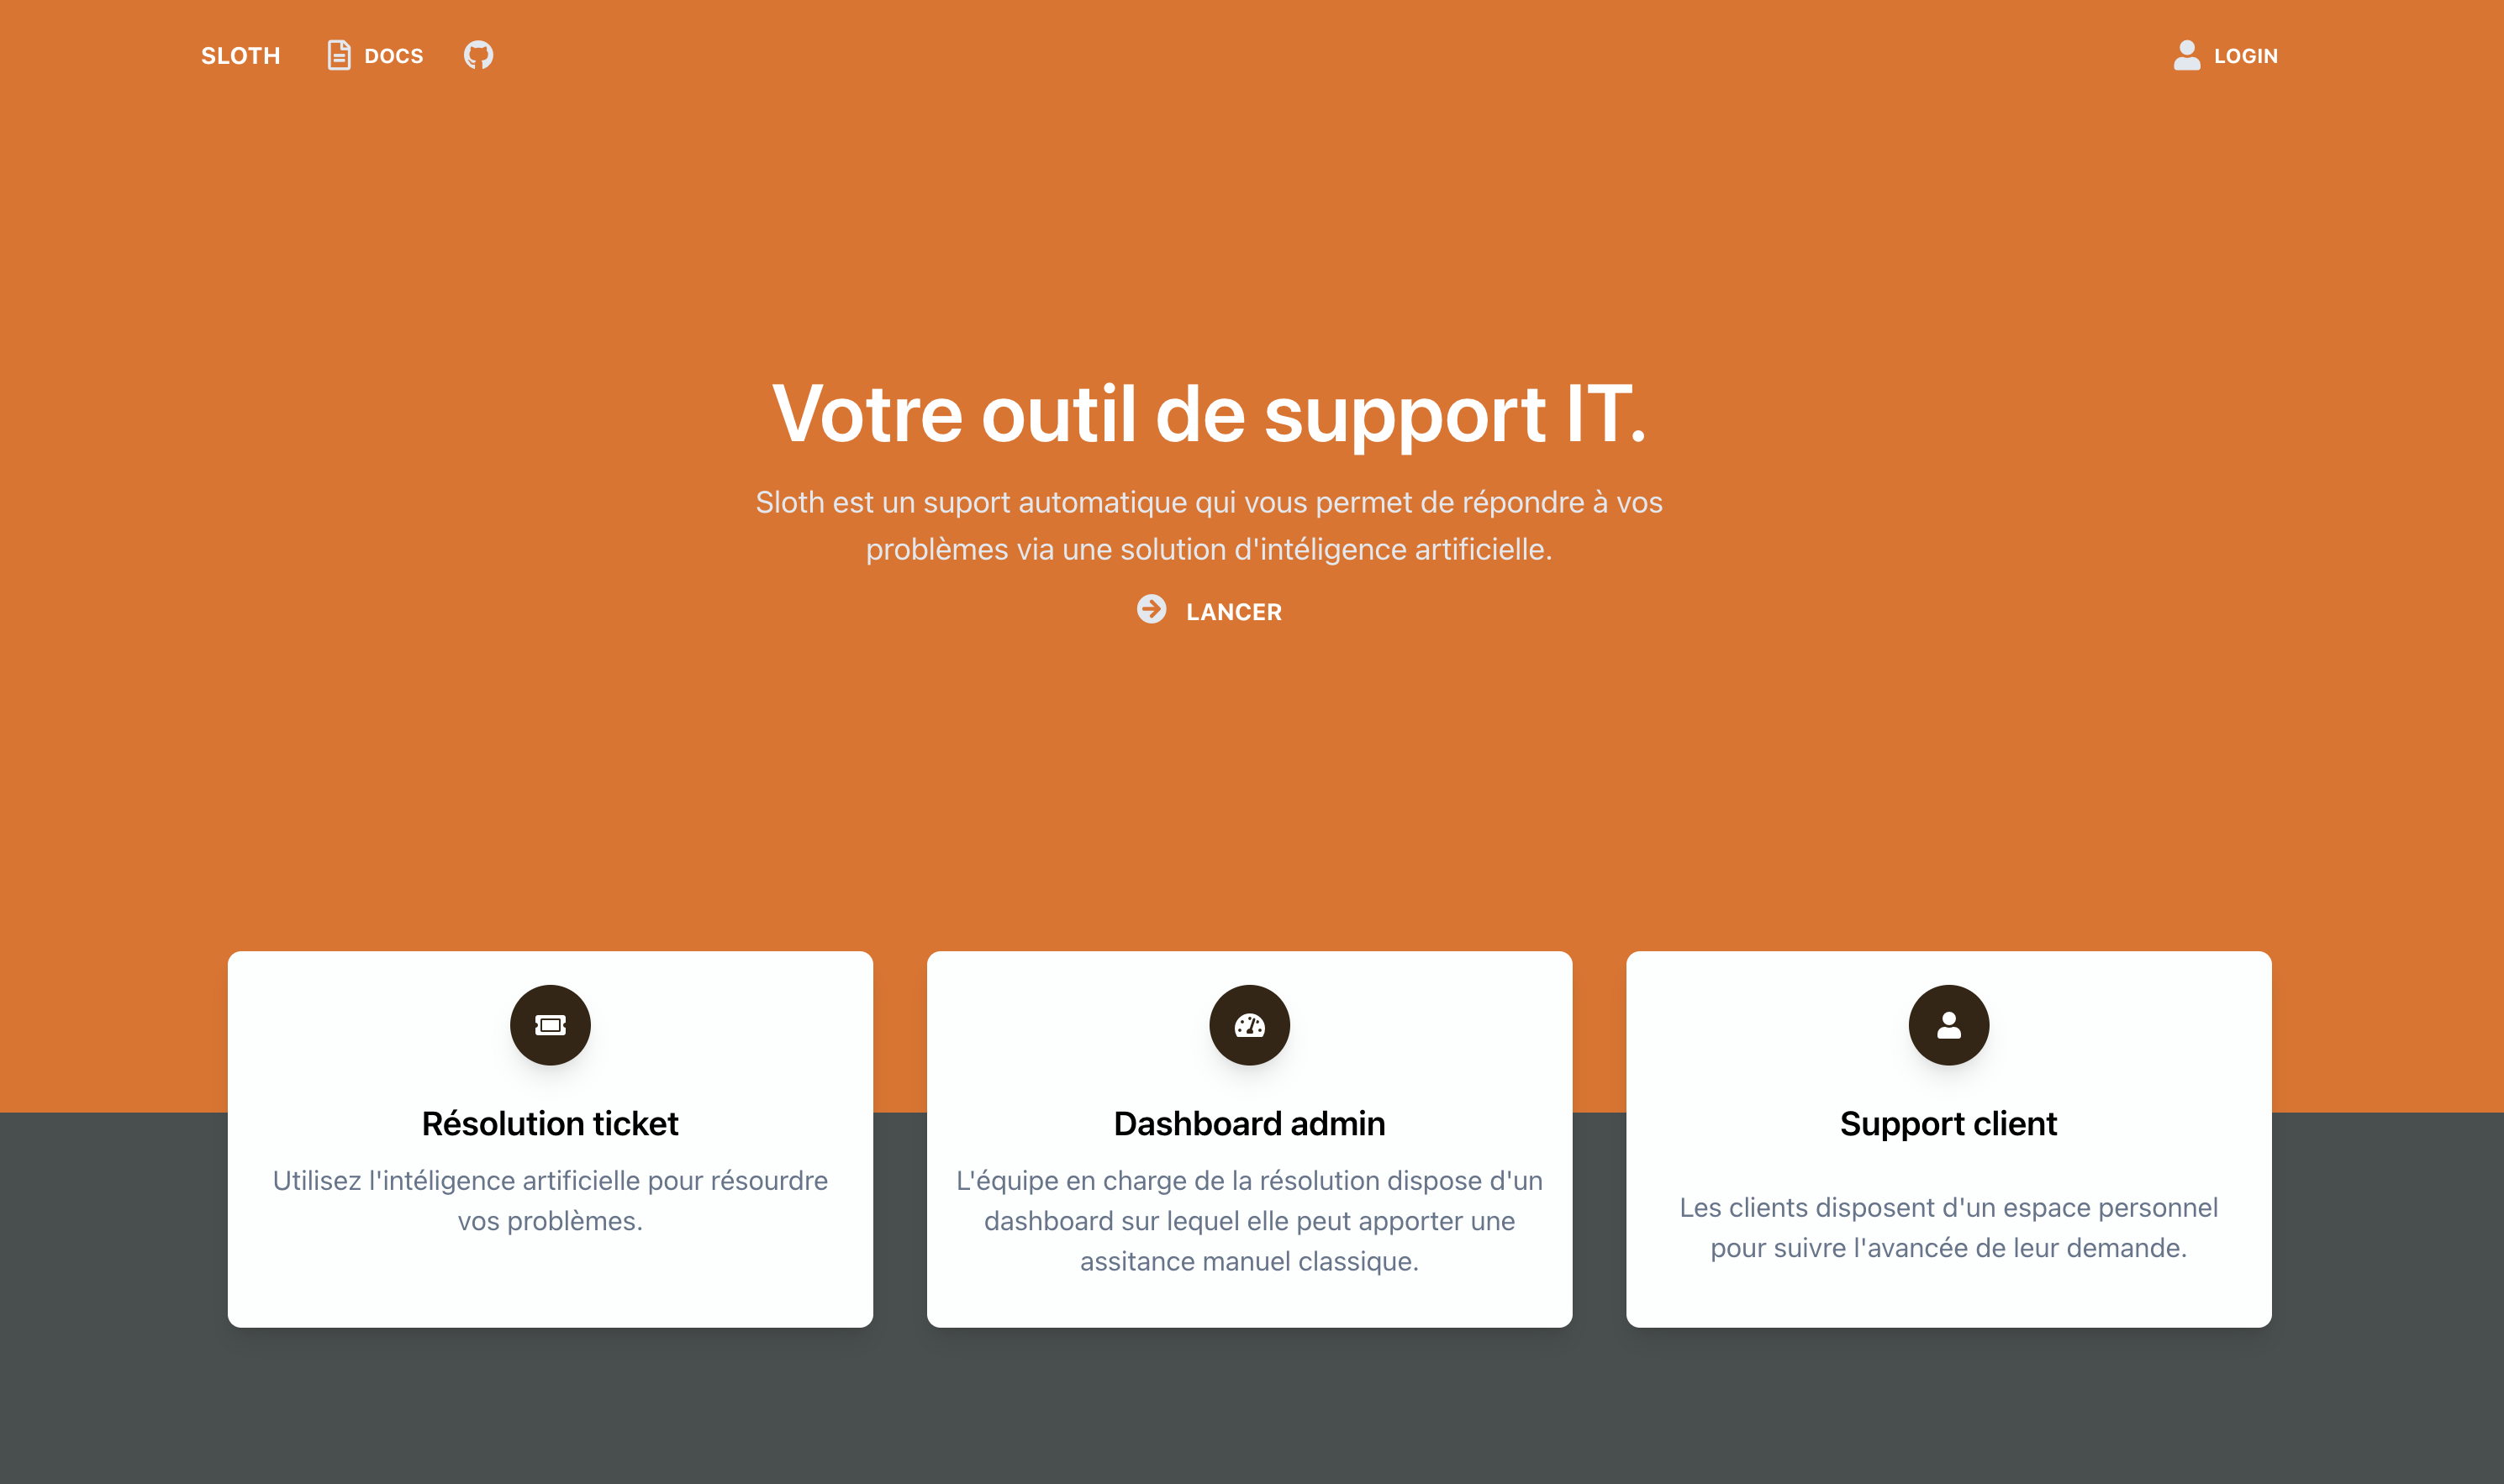 SLOTH
DOCS
LOGIN
Votre outil de support IT.
Sloth est un suport automatique qui vous permet de répondre à vos
problèmes via une solution d'intéligence artificielle.
LANCER
Résolution ticket
Utilisez l'intéligence artificielle pour résourdre
vos problèmes.
Dashboard admin
L'équipe en charge de la résolution dispose d'un
dashboard sur lequel elle peut apporter une
assitance manuel classique.
Support client
Les clients disposent d'un espace personnel
pour suivre l'avancée de leur demande.